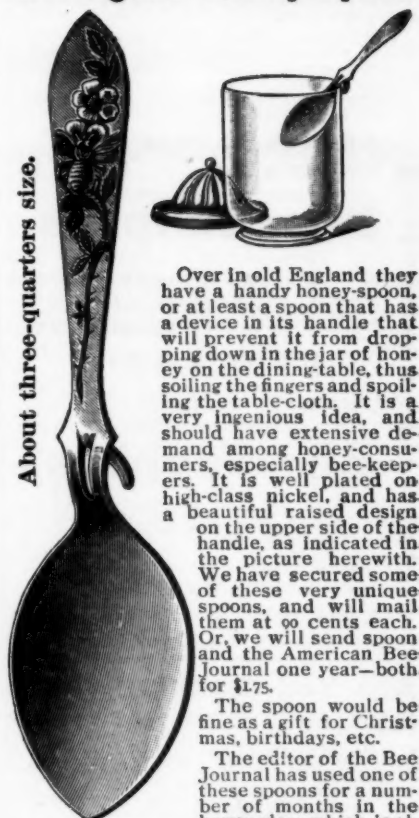 About three-quarters size.
Over in old England they
have a handy honey-spoon,
or at least a spoon that has
a device in its handle that
will prevent it from drop-
ping down in the jar of hon-
ey on the dining-table, thus
soiling the fingers and spoil-
ing the table-cloth. It is a
very ingenious idea, and
should have extensive de-
mand among honey-consu-
mers, especially bee-keep-
ers. It is well plated on
high-class nickel, and has
a beautiful raised design
on the upper side of the
handle, as indicated in
the picture herewith.
We have secured some
of these very unique
spoons, and will mail
them at 90 cents each.
Or, we will send spoon
and the American Bee
Journal one year—both
for $1.75.
The spoon would be
fine as a gift for Christ-
mas, birthdays, etc.
The editor of the Bee
Journal has used one of
these spoons for a num-
ber of months in the